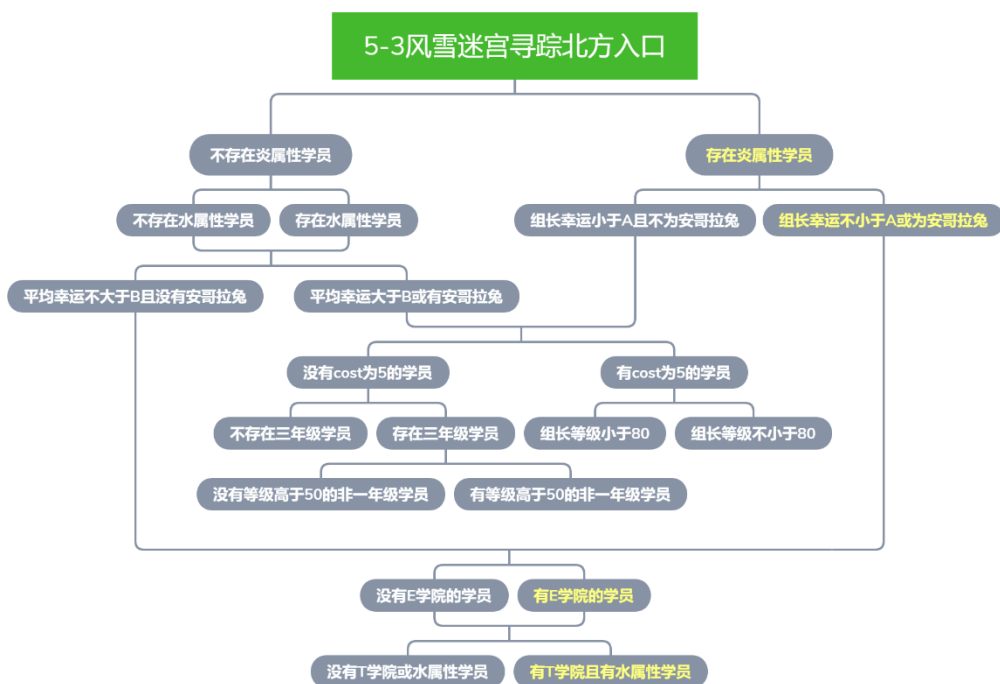 5-3风雪迷宫寻踪北方入口
不存在炎属性学员
存在炎属性学员
不存在水属性学员
存在水属性学员
组长幸运小于A且不为安哥拉兔
组长幸运不小于A或为安哥拉兔
平均幸运不大于B且没有安哥拉兔
平均幸运大于B或有安哥拉兔
没有cost为5的学员
有cost为5的学员
不存在三年级学员
存在三年级学员
组长等级小于80
组长等级不小于80
没有等级高于50的非一年级学员
有等级高于50的非一年级学员
没有E学院的学员
有E学院的学员
没有T学院或水属性学员
有T学院且有水属性学员